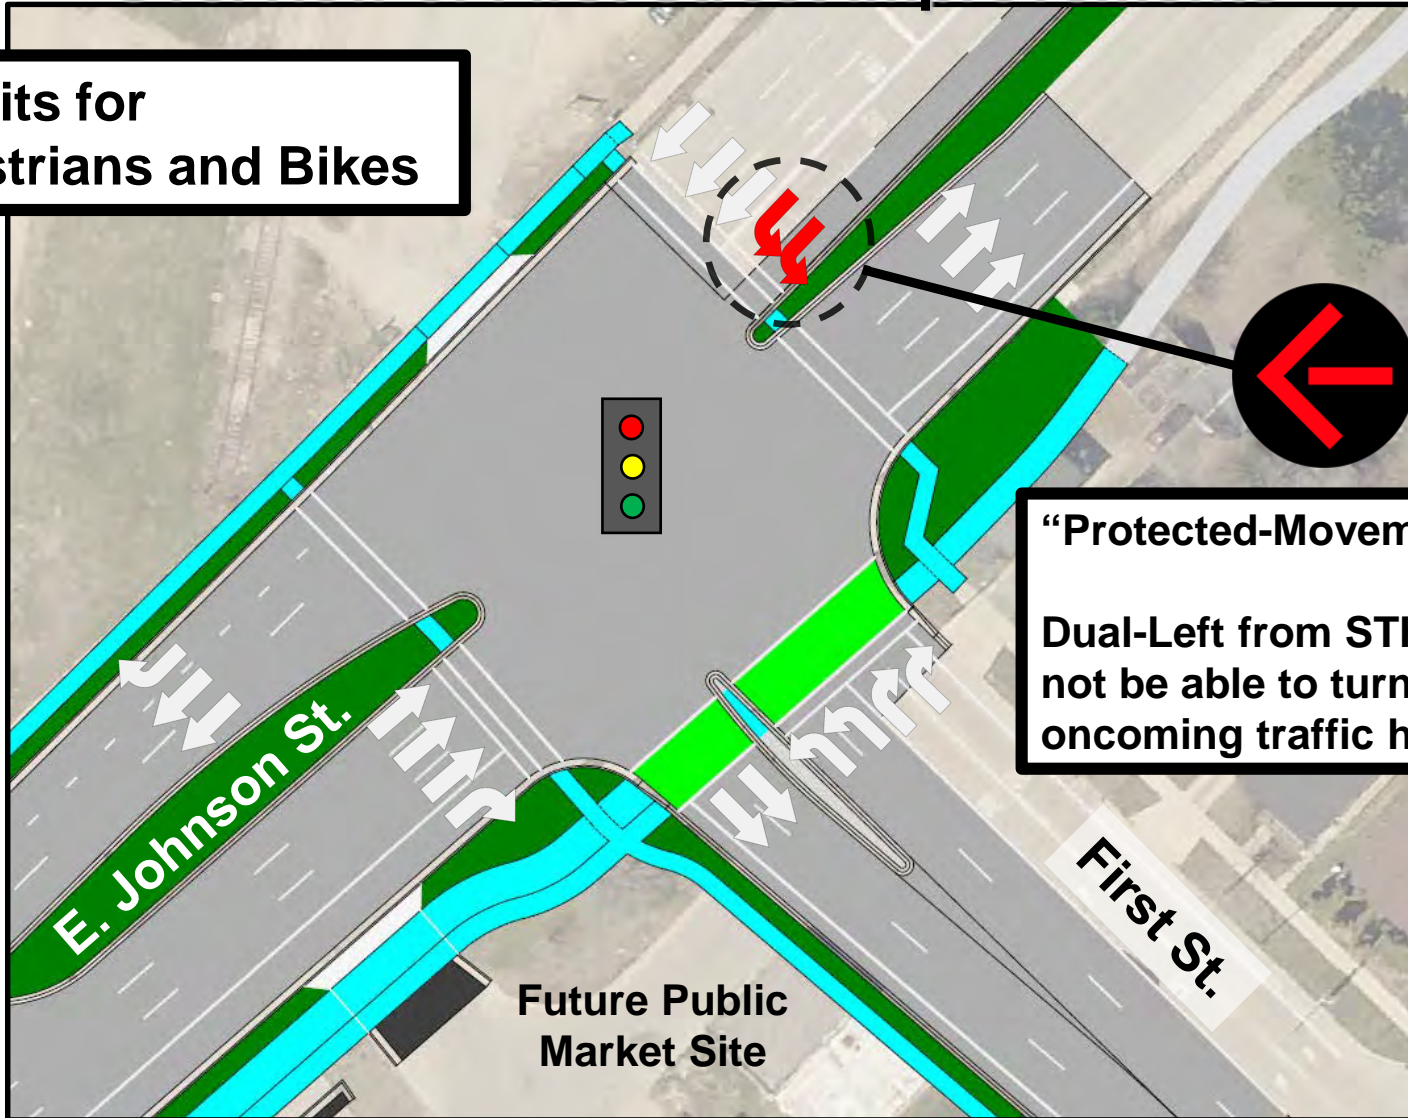 its for
strians and Bikes
“Protected-Movem
Dual-Left from ST
not be able to turn
oncoming traffic h
E. Johnson St.
First St.
Future Public
Market Site